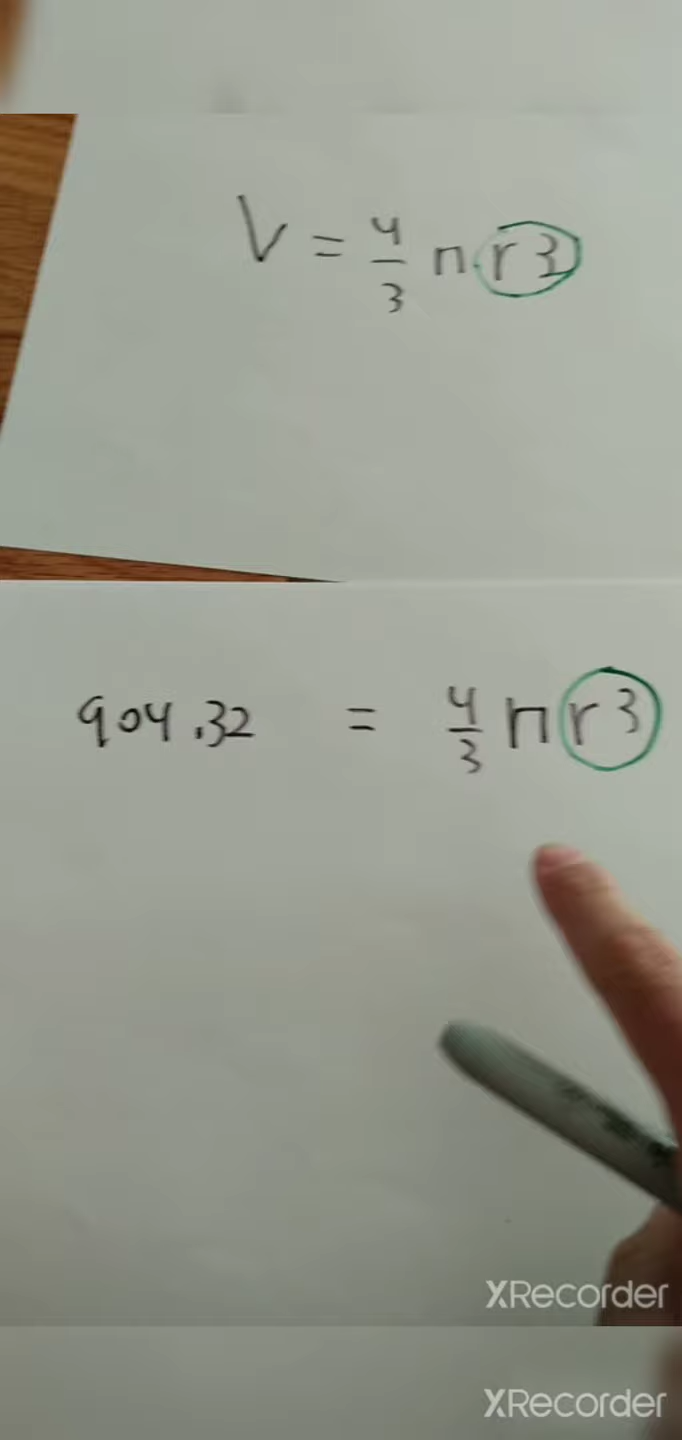 V = 4/3 π r3
904.32 = 4/3 π r3
XRecorder
XRecorder